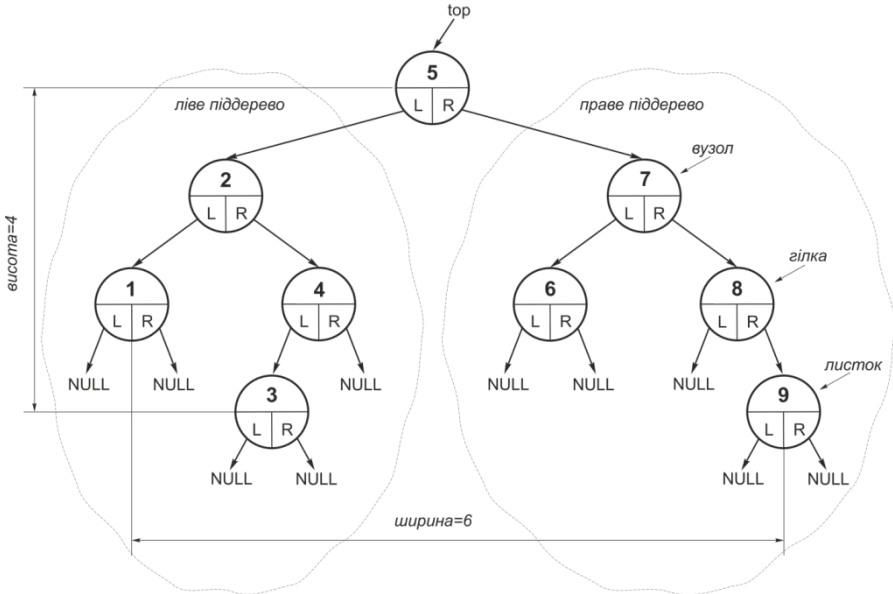 top
5
L R
ліве піддерево
праве піддерево
вузол
2
L R
7
L R
висота=4
гілка
1
L R
4
L R
6
L R
8
L R
листок
NULL NULL NULL NULL NULL NULL
3
L R
9
L R
NULL NULL NULL NULL
ширина=6